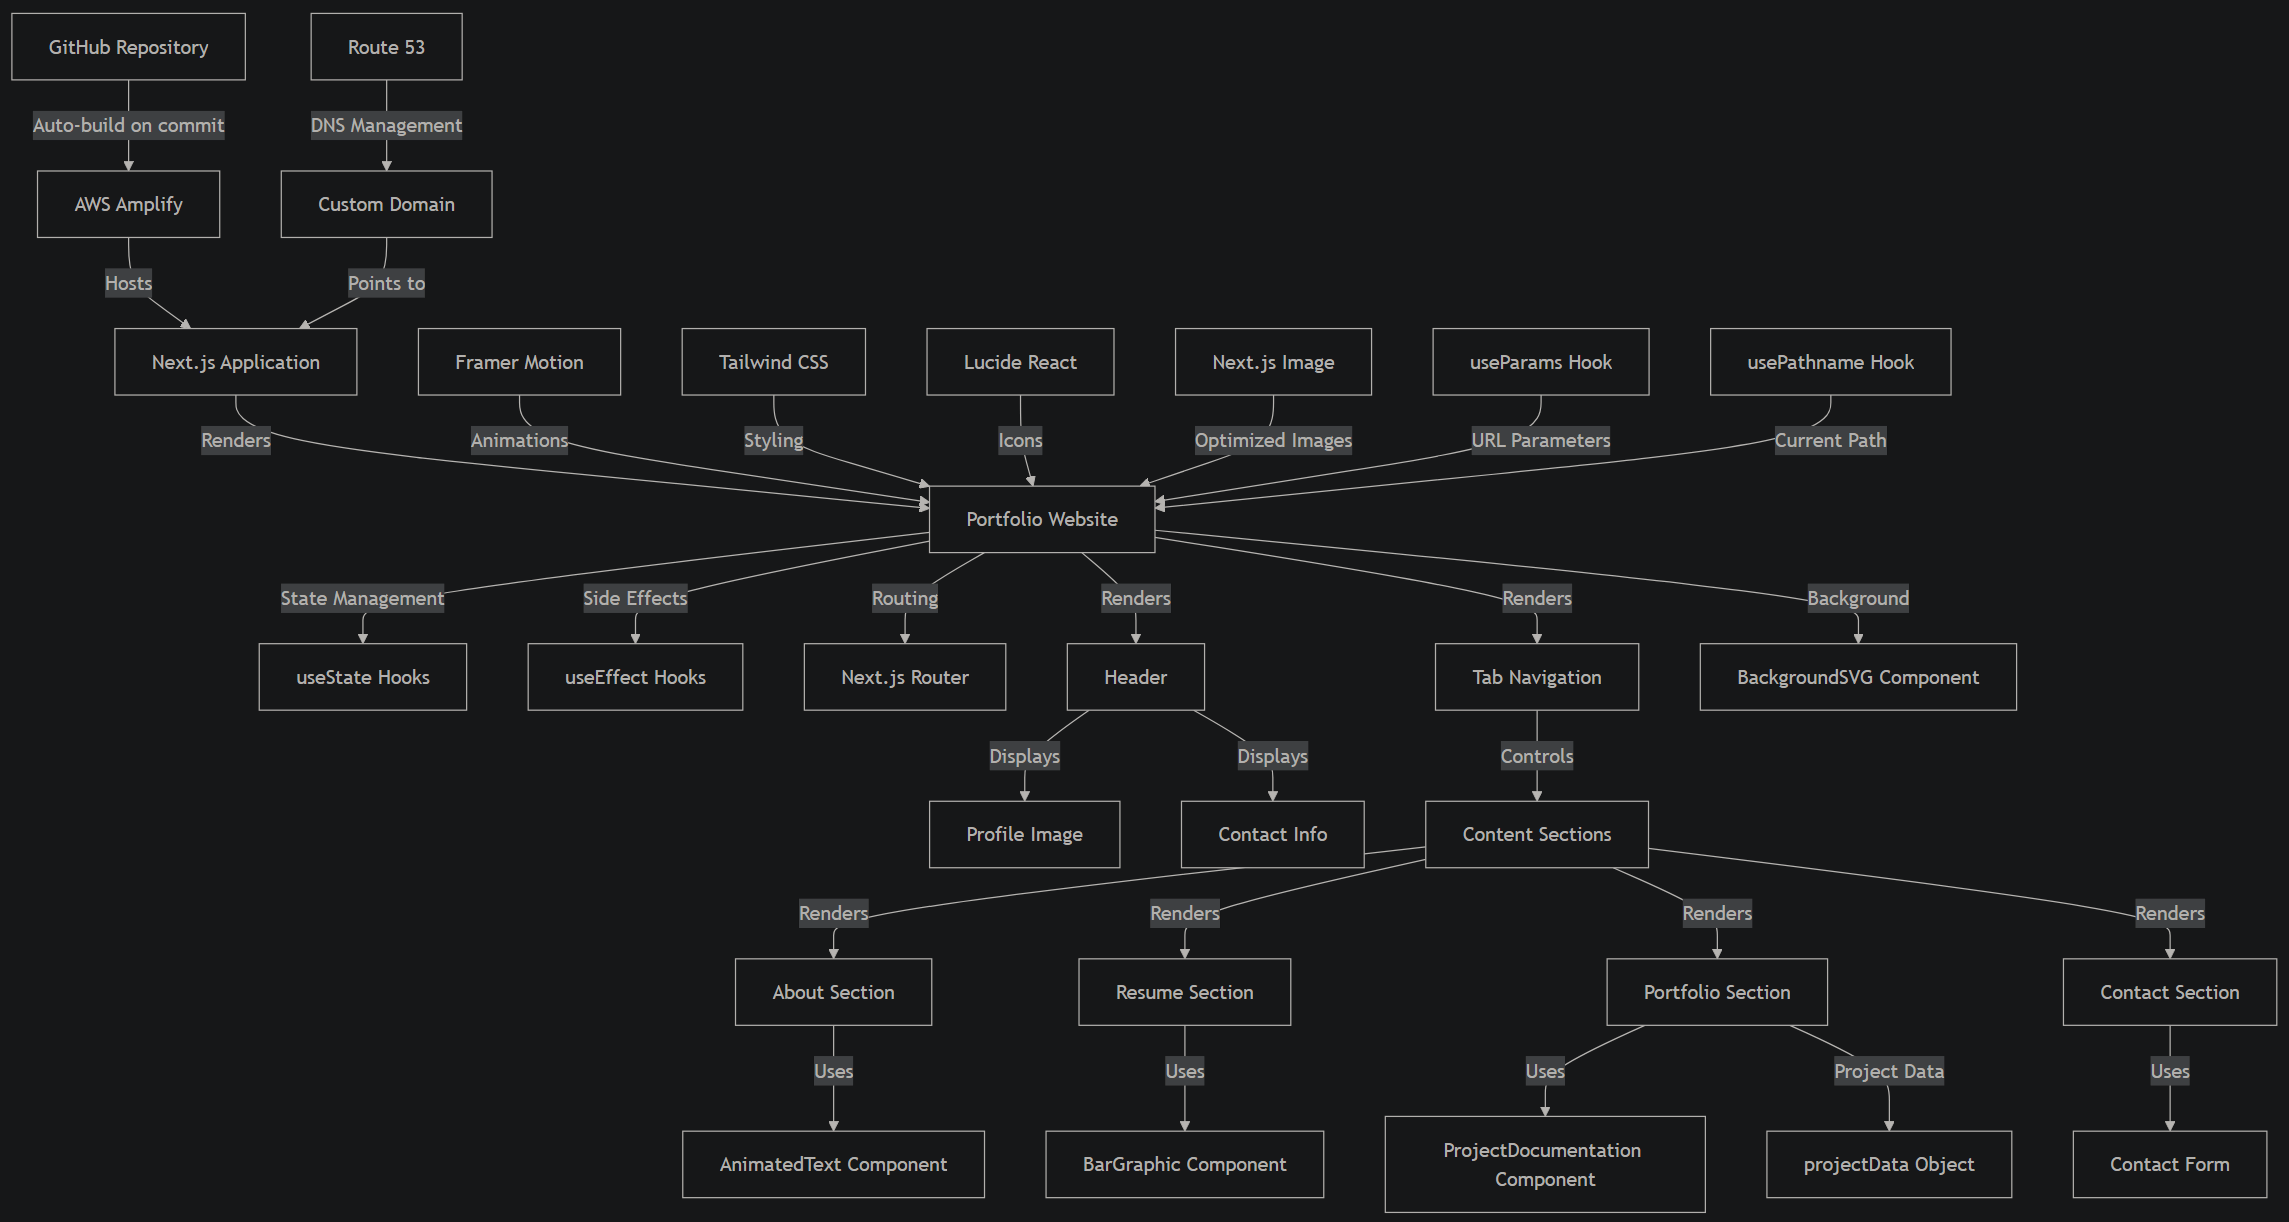 GitHub Repository
Route 53
Auto-build on commit
DNS Management
AWS Amplify
Custom Domain
Hosts
Points to
Next.js Application
Framer Motion
Tailwind CSS
Lucide React
Next.js Image
useParams Hook
usePathname Hook
Renders
Animations
Styling
Icons
Optimized Images
URL Parameters
Current Path
Portfolio Website
State Management
Side Effects
Routing
Renders
Renders
Background
useState Hooks
useEffect Hooks
Next.js Router
Header
Tab Navigation
BackgroundSVG Component
Displays
Displays
Controls
Profile Image
Contact Info
Content Sections
Renders
Renders
Renders
Renders
About Section
Resume Section
Portfolio Section
Contact Section
Uses
Uses
Uses
Project Data
Uses
AnimatedText Component
BarGraphic Component
ProjectDocumentation
Component
projectData Object
Contact Form